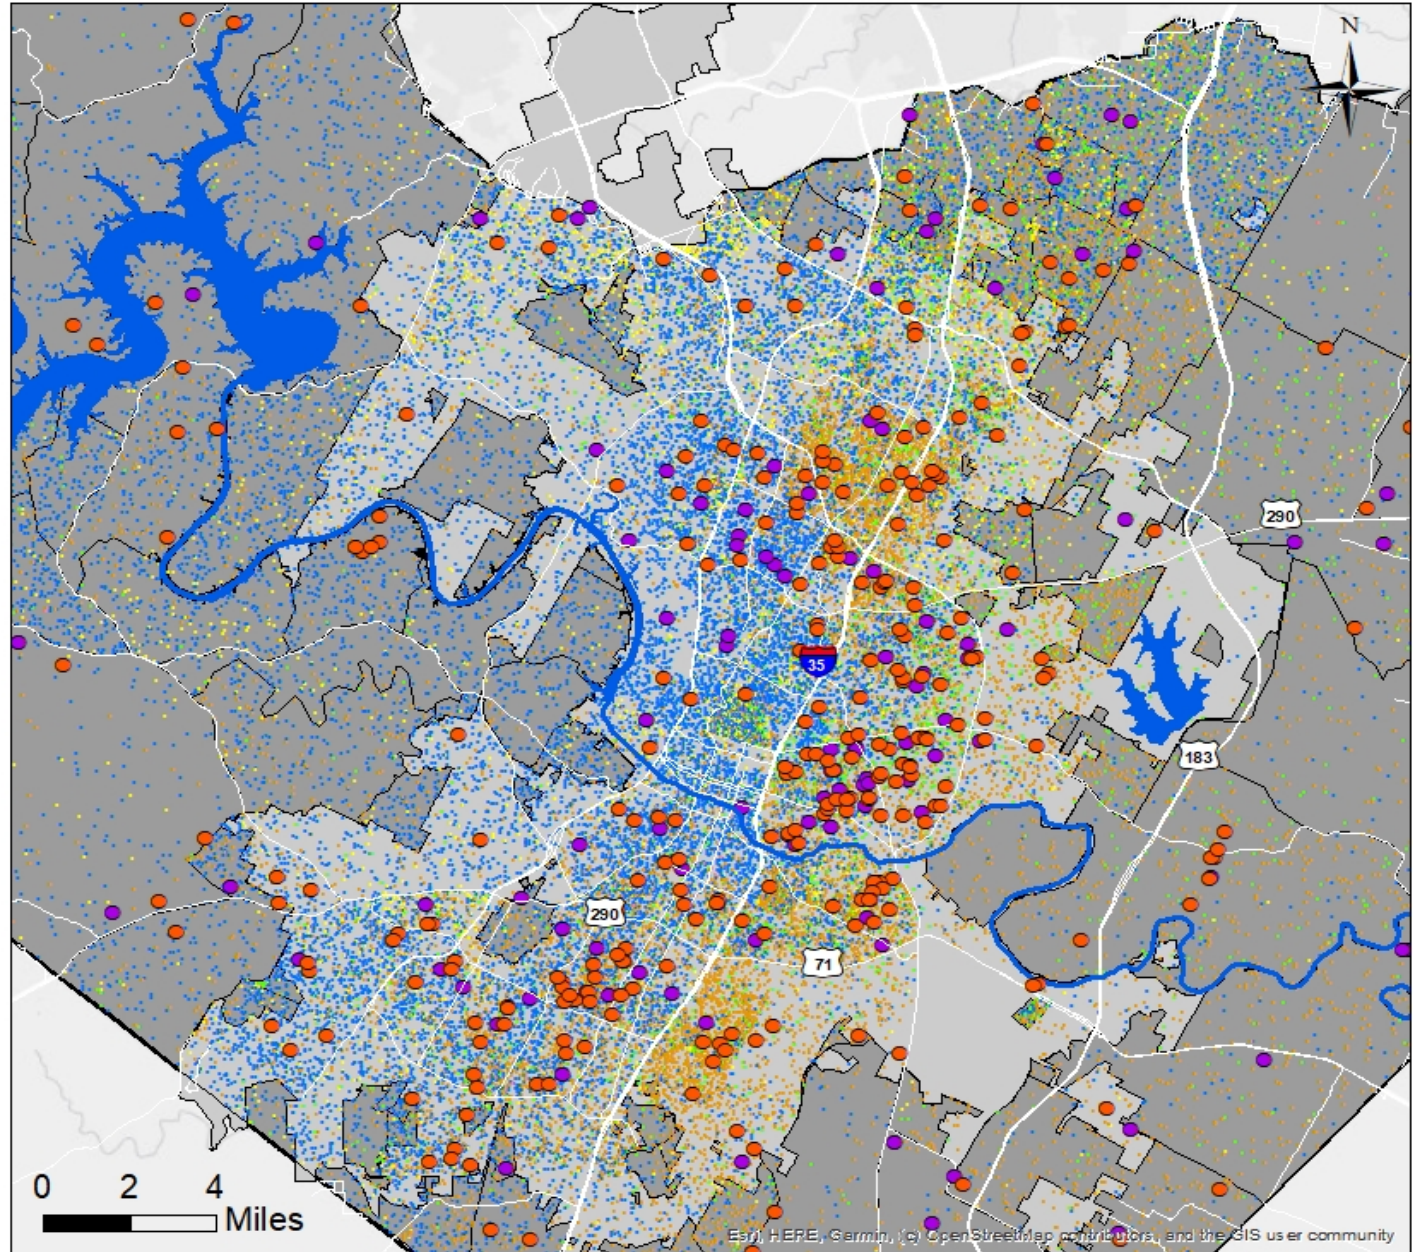 N
290
35
183
290
71
0 2 4
Miles
Esri, HERE, Garmin, (c) OpenStreetMap contributors, and the GIS user community